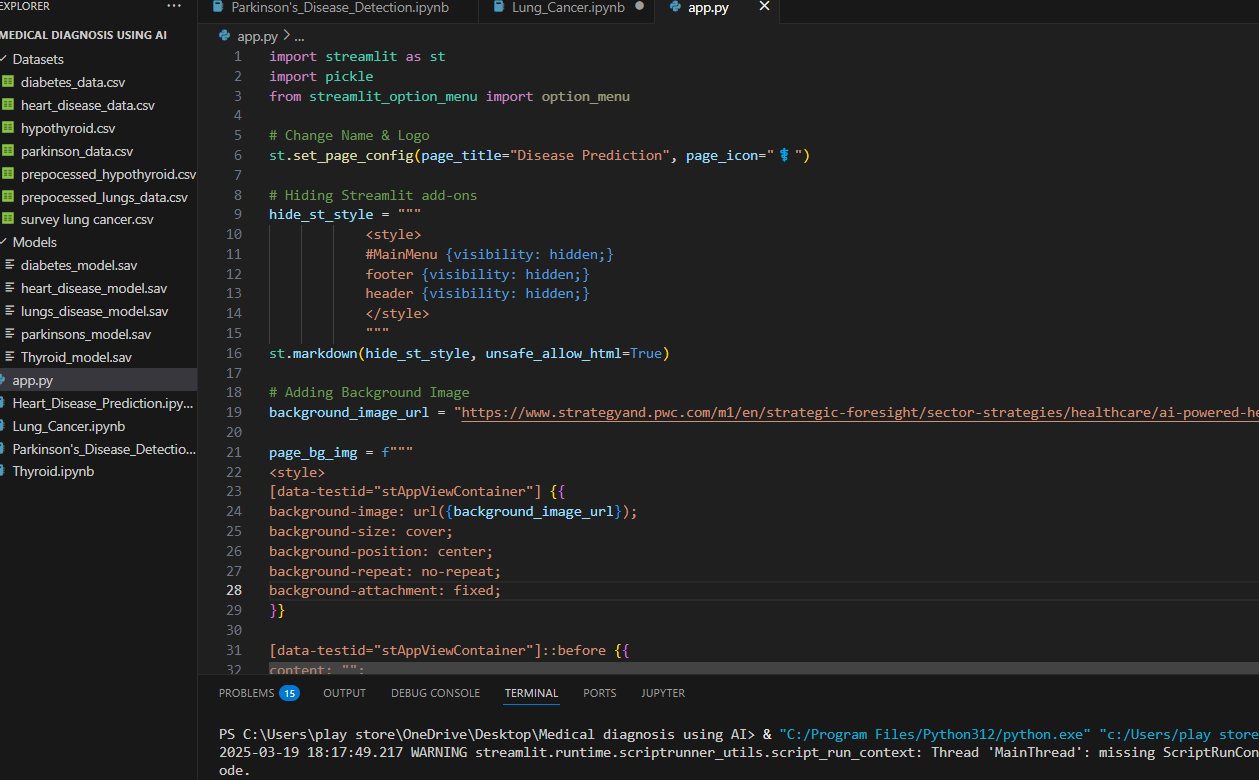 EXPLORER
...
Parkinson's_Disease_Detection.ipynb
Lung_Cancer.ipynb
app.py
MEDICAL DIAGNOSIS USING AI
Datasets
diabetes_data.csv
heart_disease_data.csv
hypothyroid.csv
parkinson_data.csv
prepocessed_hypothyroid.csv
prepocessed_lungs_data.csv
survey lung cancer.csv
Models
diabetes_model.sav
heart_disease_model.sav
lungs_disease_model.sav
parkinsons_model.sav
Thyroid_model.sav
app.py
Heart_Disease_Prediction.ipy...
Lung_Cancer.ipynb
Parkinson's_Disease_Detectio...
Thyroid.ipynb
app.py > ...
1 import streamlit as st
2 import pickle
3 from streamlit_option_menu import option_menu
4
5 # Change Name & Logo
6 st.set_page_config(page_title="Disease Prediction", page_icon="⚕️")
7
8 # Hiding Streamlit add-ons
9 hide_st_style = """
10 <style>
11 #MainMenu {visibility: hidden;}
12 footer {visibility: hidden;}
13 header {visibility: hidden;}
14 </style>
15 """
16 st.markdown(hide_st_style, unsafe_allow_html=True)
17
18 # Adding Background Image
19 background_image_url = "https://www.strategyand.pwc.com/m1/en/strategic-foresight/sector-strategies/healthcare/ai-powered-he
20
21 page_bg_img = f"""
22 <style>
23 [data-testid="stAppViewContainer"] {{
24 background-image: url({background_image_url});
25 background-size: cover;
26 background-position: center;
27 background-repeat: no-repeat;
28 background-attachment: fixed;
29 }}
30
31 [data-testid="stAppViewContainer"]::before {{
32 content: "";
PROBLEMS 15 OUTPUT DEBUG CONSOLE TERMINAL PORTS JUPYTER
PS C:\Users\play store\OneDrive\Desktop\Medical diagnosis using AI> & "C:/Program Files/Python312/python.exe" "c:/Users/play store
2025-03-19 18:17:49.217 WARNING streamlit.runtime.scriptrunner_utils.script_run_context: Thread 'MainThread': missing ScriptRunCon
ode.